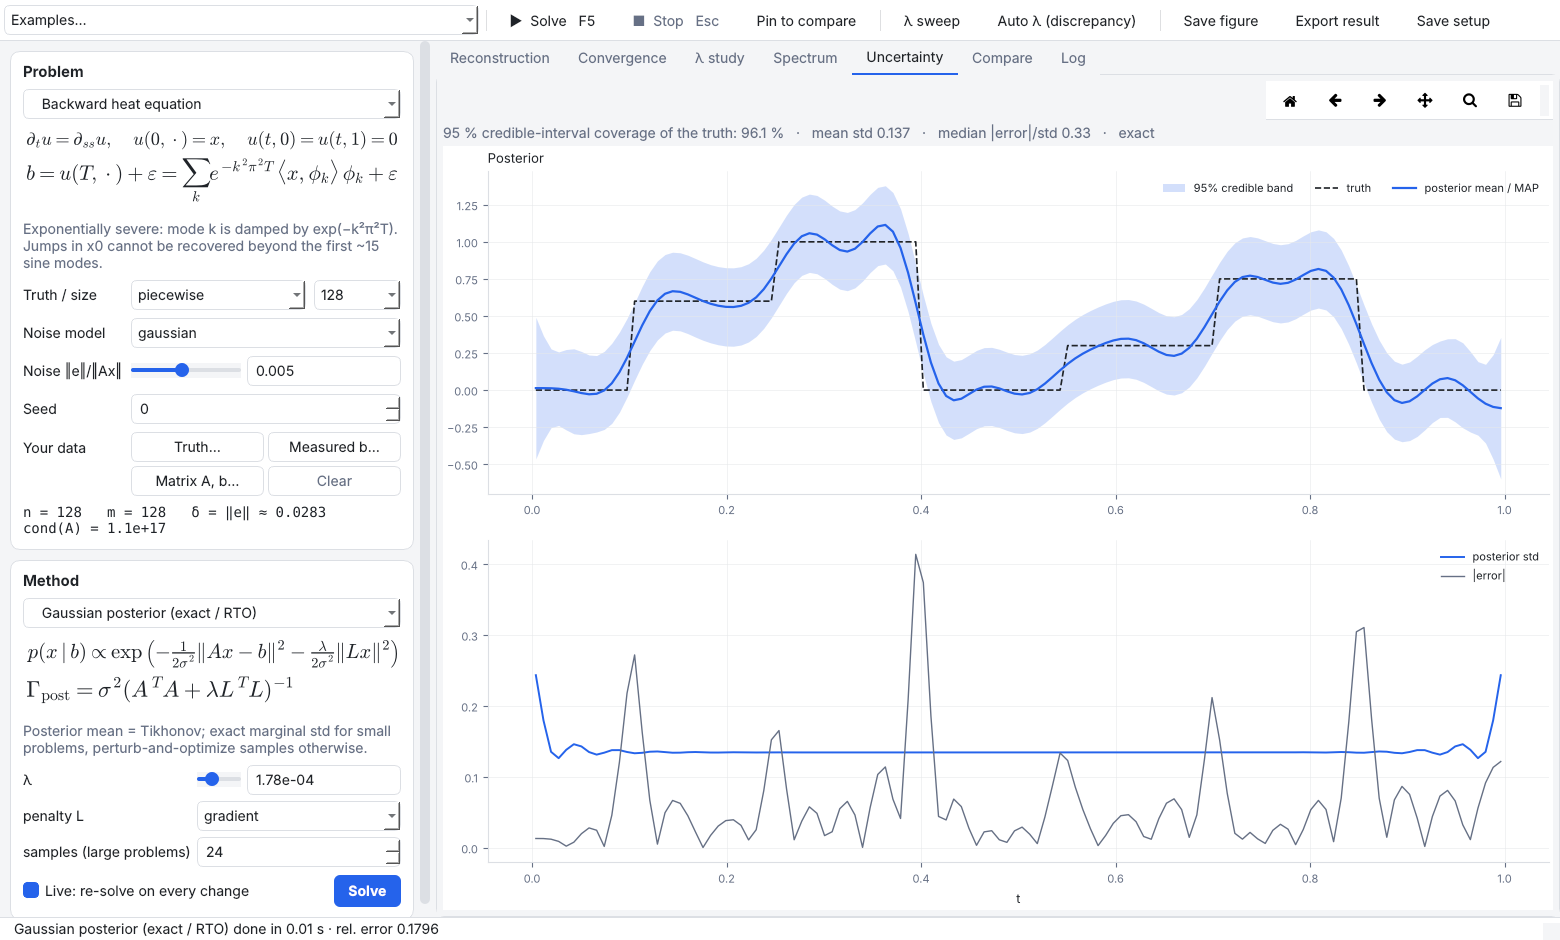 Examples...
Solve F5
Stop Esc
Pin to compare
λ sweep
Auto λ (discrepancy)
Save figure
Export result
Save setup
Problem
Backward heat equation
∂ₜu = ∂ₛₛu, u(0, ·) = x, u(t, 0) = u(t, 1) = 0
b = u(T, ·) + ε = ∑ₖ e^{−k²π²T} ⟨x, ϕₖ⟩ ϕₖ + ε
Exponentially severe: mode k is damped by exp(−k²π²T).
Jumps in x0 cannot be recovered beyond the first ~15
sine modes.
Truth / size piecewise 128
Noise model gaussian
Noise ‖e‖/‖Ax‖ 0.005
Seed 0
Your data Truth... Measured b...
Matrix A, b... Clear
n = 128 m = 128 δ = ‖e‖ ≈ 0.0283
cond(A) = 1.1e+17
Method
Gaussian posterior (exact / RTO)
p(x | b) ∝ exp(−1/2σ² ‖Ax − b‖² − λ/2σ² ‖Lx‖²)
Γpost = σ²(AᵀA + λLᵀL)⁻¹
Posterior mean = Tikhonov; exact marginal std for small
problems, perturb-and-optimize samples otherwise.
λ 1.78e-04
penalty L gradient
samples (large problems) 24
Live: re-solve on every change Solve
Reconstruction Convergence λ study Spectrum Uncertainty Compare Log
95 % credible-interval coverage of the truth: 96.1 % · mean std 0.137 · median |error|/std 0.33 · exact
Posterior
95% credible band truth posterior mean / MAP
1.25
1.00
0.75
0.50
0.25
0.00
−0.25
−0.50
0.0 0.2 0.4 0.6 0.8 1.0
posterior std
|error|
0.4
0.3
0.2
0.1
0.0
0.0 0.2 0.4 0.6 0.8 1.0
t
Gaussian posterior (exact / RTO) done in 0.01 s · rel. error 0.1796